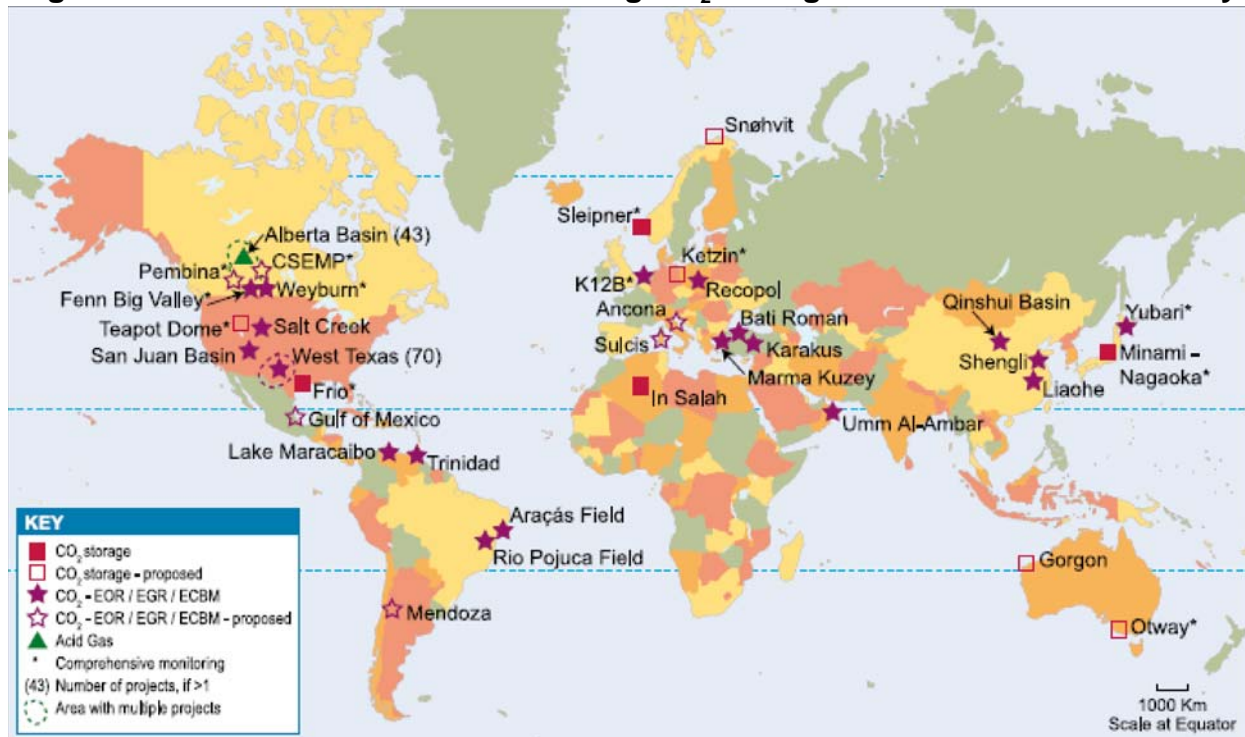 Snøhvit
Sleipner*
Alberta Basin (43)
Ketzin*
CSEMP*
Pembina*
K12B*
Recopol
Fenn Big Valley*
Weyburn*
Qinshui Basin
Yubari*
Ancona
Bati Roman
Teapot Dome*
Salt Creek
Sulcis
Karakus
Shengli
Minami –
Nagaoka*
San Juan Basin
West Texas (70)
Marma Kuzey
Liaohe
Frio*
In Salah
Gulf of Mexico
Umm Al-Ambar
Lake Maracaibo
Trinidad
Araçás Field
Rio Pojuca Field
Gorgon
Mendoza
Otway*
KEY
CO₂ storage
CO₂ storage - proposed
CO₂ - EOR / EGR / ECBM
CO₂ - EOR / EGR / ECBM - proposed
Acid Gas
* Comprehensive monitoring
(43) Number of projects, if >1
Area with multiple projects
1000 Km
Scale at Equator